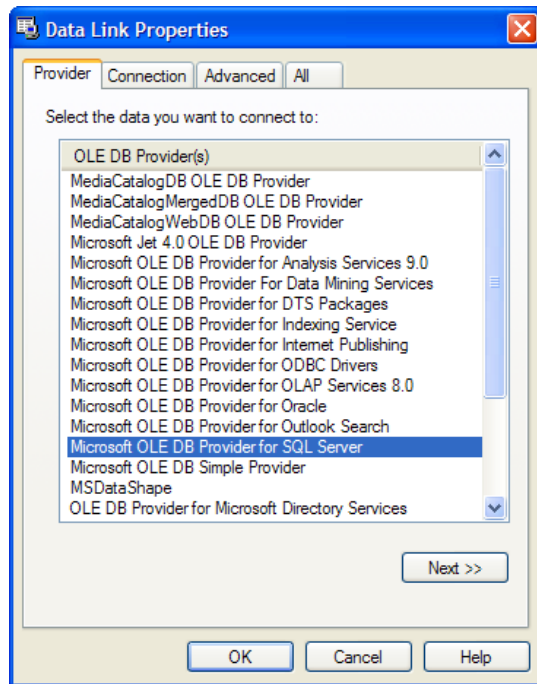 Data Link Properties
Provider Connection Advanced All
Select the data you want to connect to:
OLE DB Provider(s)
MediaCatalogDB OLE DB Provider
MediaCatalogMergedDB OLE DB Provider
MediaCatalogWebDB OLE DB Provider
Microsoft Jet 4.0 OLE DB Provider
Microsoft OLE DB Provider for Analysis Services 9.0
Microsoft OLE DB Provider For Data Mining Services
Microsoft OLE DB Provider for DTS Packages
Microsoft OLE DB Provider for Indexing Service
Microsoft OLE DB Provider for Internet Publishing
Microsoft OLE DB Provider for ODBC Drivers
Microsoft OLE DB Provider for OLAP Services 8.0
Microsoft OLE DB Provider for Oracle
Microsoft OLE DB Provider for Outlook Search
Microsoft OLE DB Provider for SQL Server
Microsoft OLE DB Simple Provider
MSDataShape
OLE DB Provider for Microsoft Directory Services
Next >>
OK Cancel Help